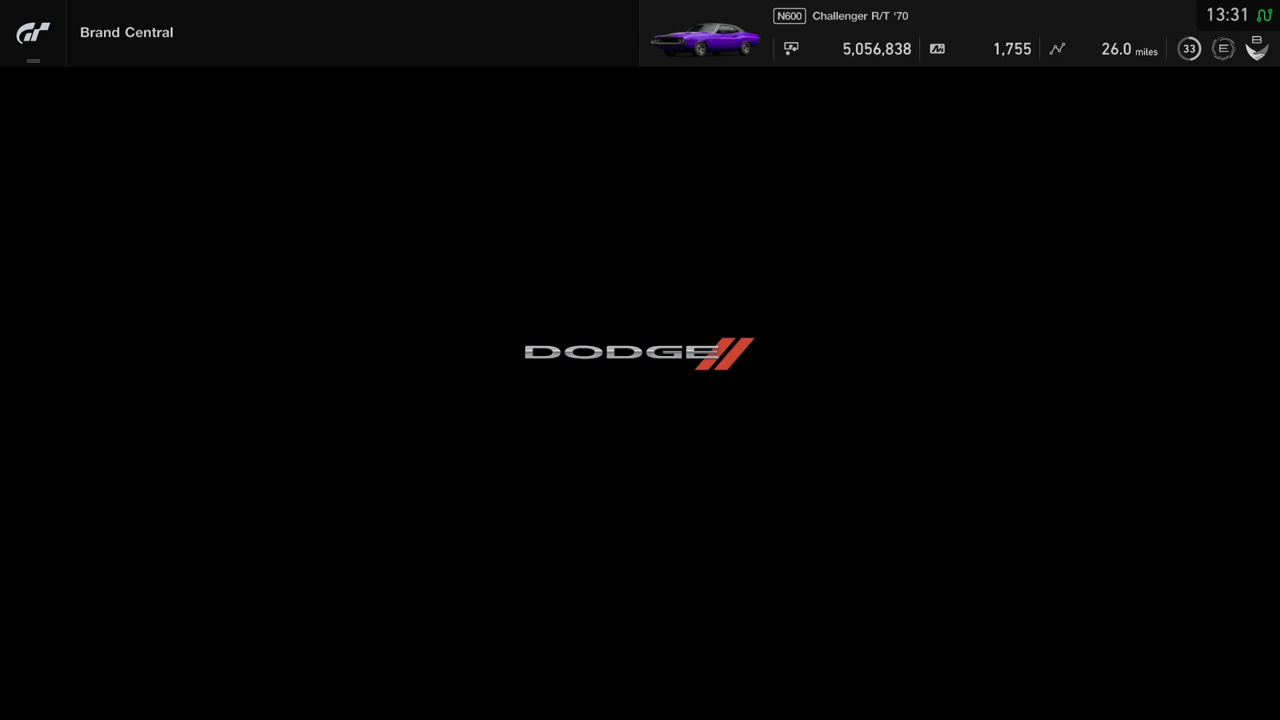 Brand Central
N600 Challenger R/T '70
13:31
5,056,838 1,755 26.0 miles 33 E B
DODGE